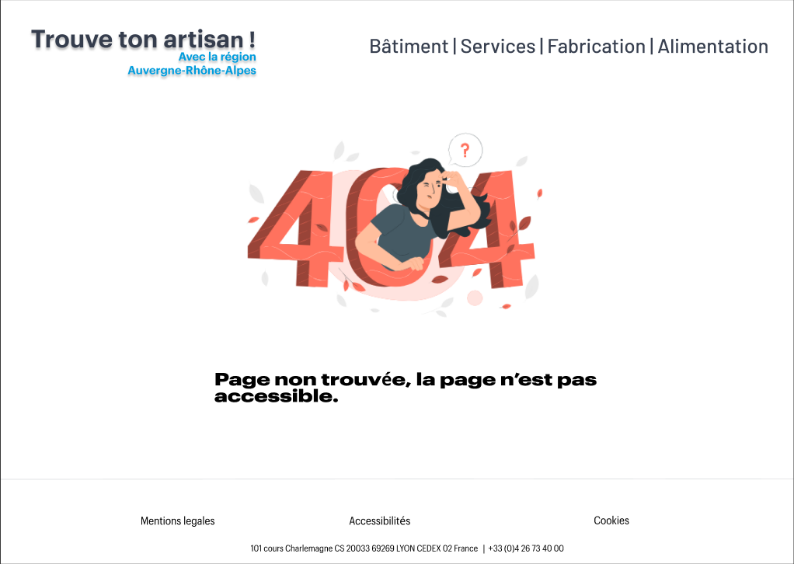 Trouve ton artisan !
Avec la région
Auvergne-Rhône-Alpes
Bâtiment | Services | Fabrication | Alimentation
?
404
Page non trouvée, la page n'est pas
accessible.
Mentions legales
Accessibilités
Cookies
101 cours Charlemagne CS 20033 69269 LYON CEDEX 02 France | +33 (0)4 26 73 40 00